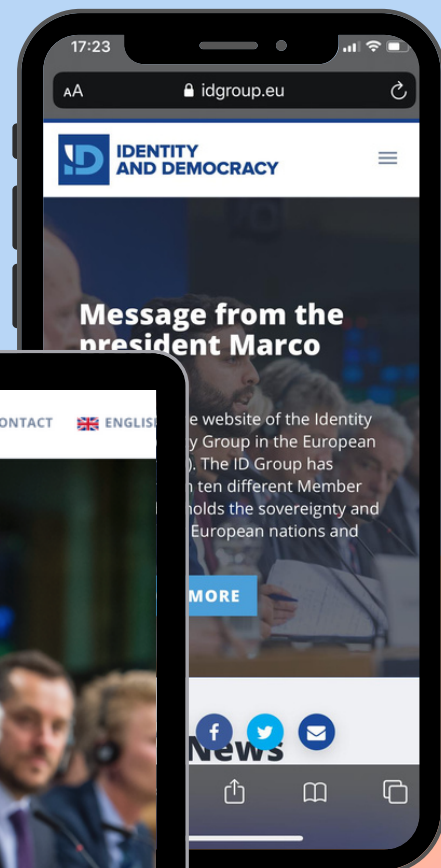 17:23
AA
idgroup.eu
IDENTITY
AND DEMOCRACY
Message from the
president Marco
ONTACT
ENGLIS
e website of the Identity
y Group in the European
). The ID Group has
ten different Member
holds the sovereignty and
European nations and
MORE
News